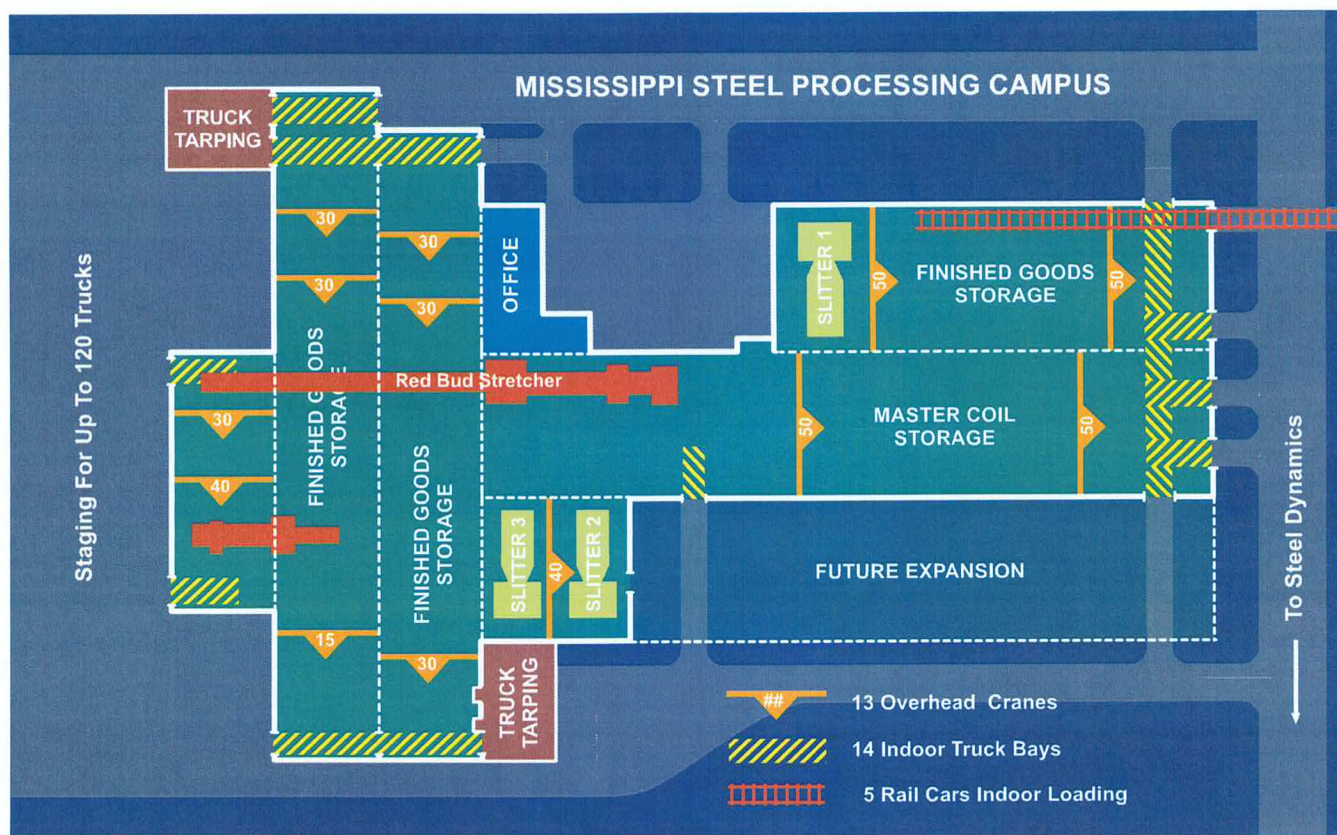 MISSISSIPPI STEEL PROCESSING CAMPUS
TRUCK
TARPING
Staging For Up To 120 Trucks
30
30
30
30
OFFICE
SLITTER 1
50
FINISHED GOODS
STORAGE
50
FINISHED GOODS
STORAGE
Red Bud Stretcher
30
40
FINISHED GOODS
STORAGE
50
MASTER COIL
STORAGE
50
SLITTER 3
40
SLITTER 2
FUTURE EXPANSION
To Steel Dynamics
15
30
TRUCK
TARPING
##
13 Overhead Cranes
14 Indoor Truck Bays
5 Rail Cars Indoor Loading